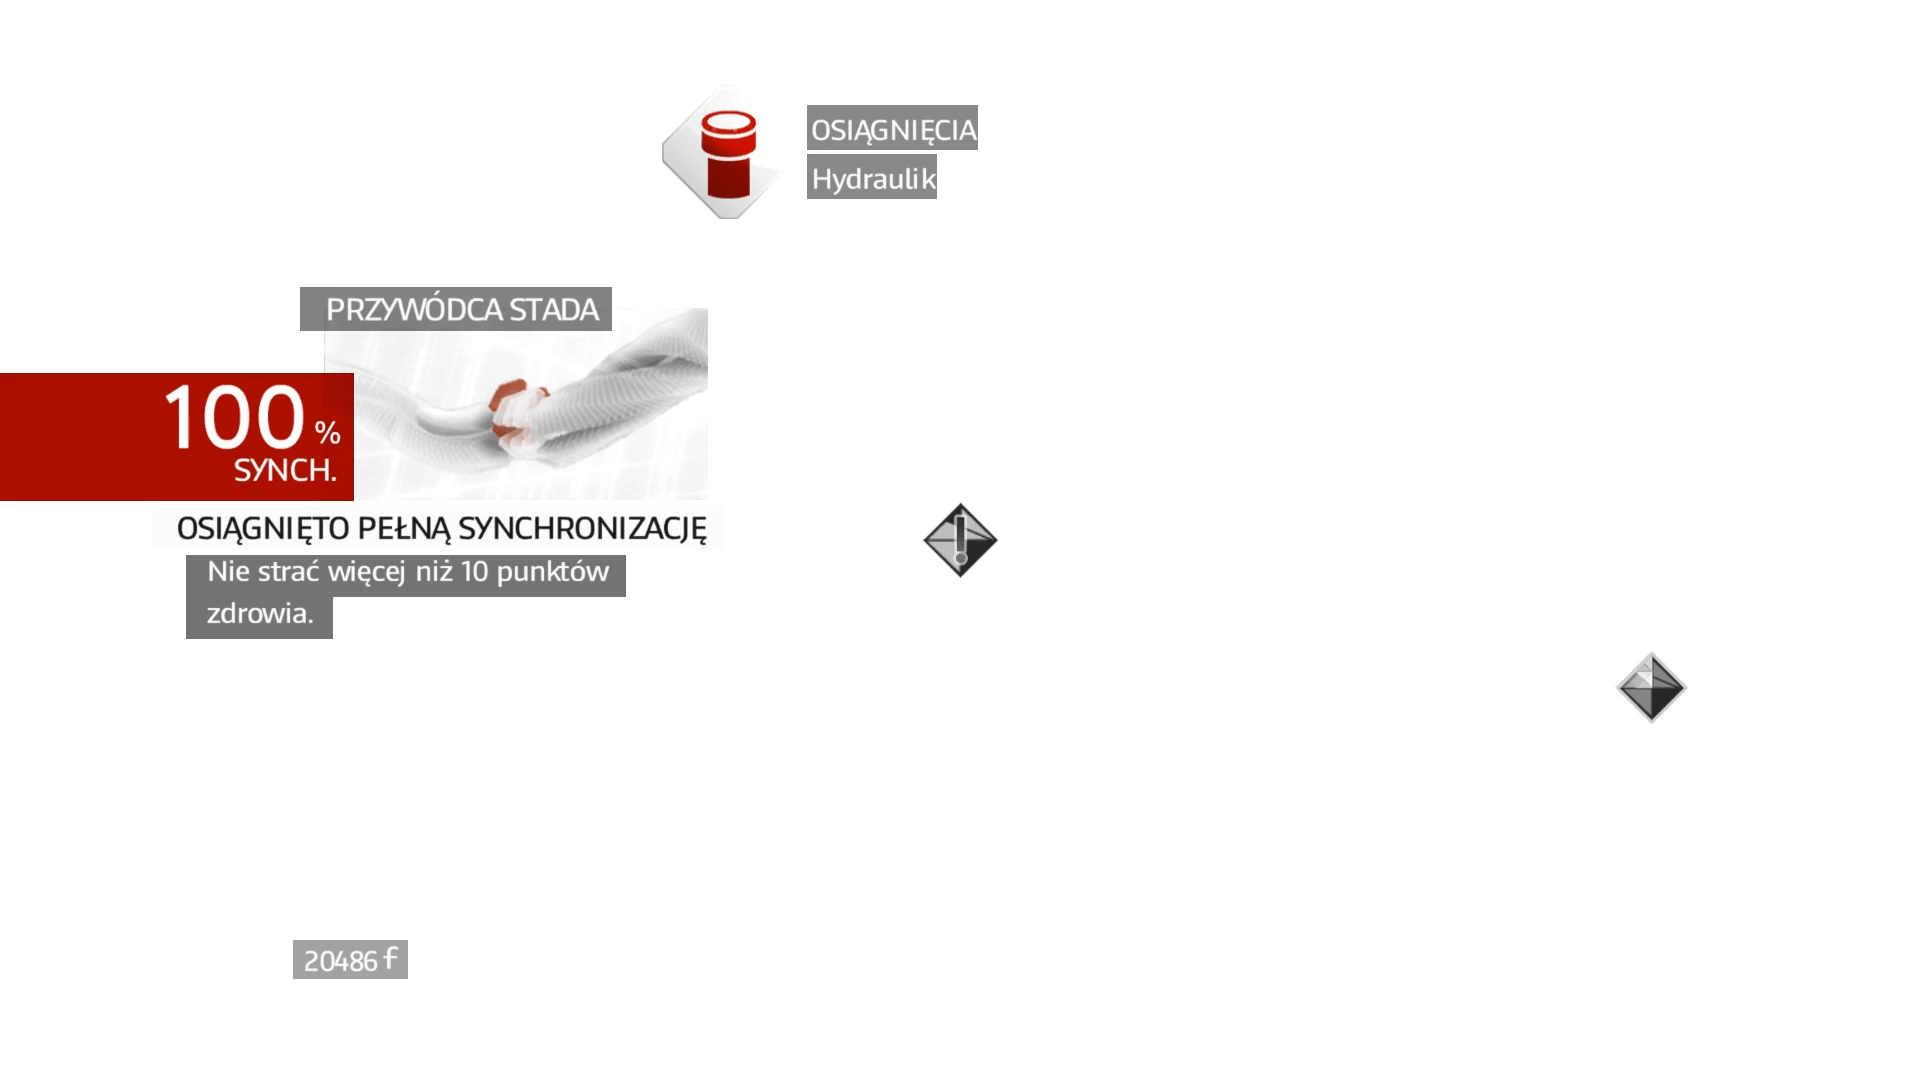 OSIĄGNIĘCIA
Hydraulik
PRZYWÓDCA STADA
100 %
SYNCH.
OSIĄGNIĘTO PEŁNĄ SYNCHRONIZACJĘ
Nie strać więcej niż 10 punktów
zdrowia.
20486 f